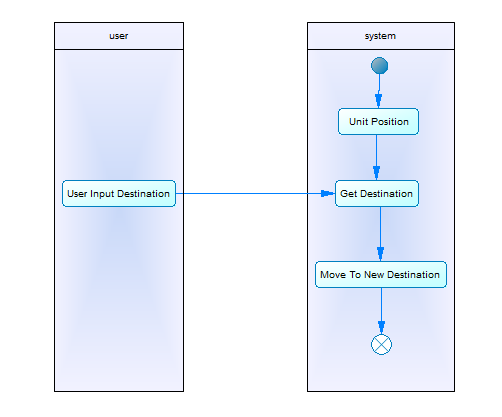 user
system
Unit Position
User Input Destination
Get Destination
Move To New Destination